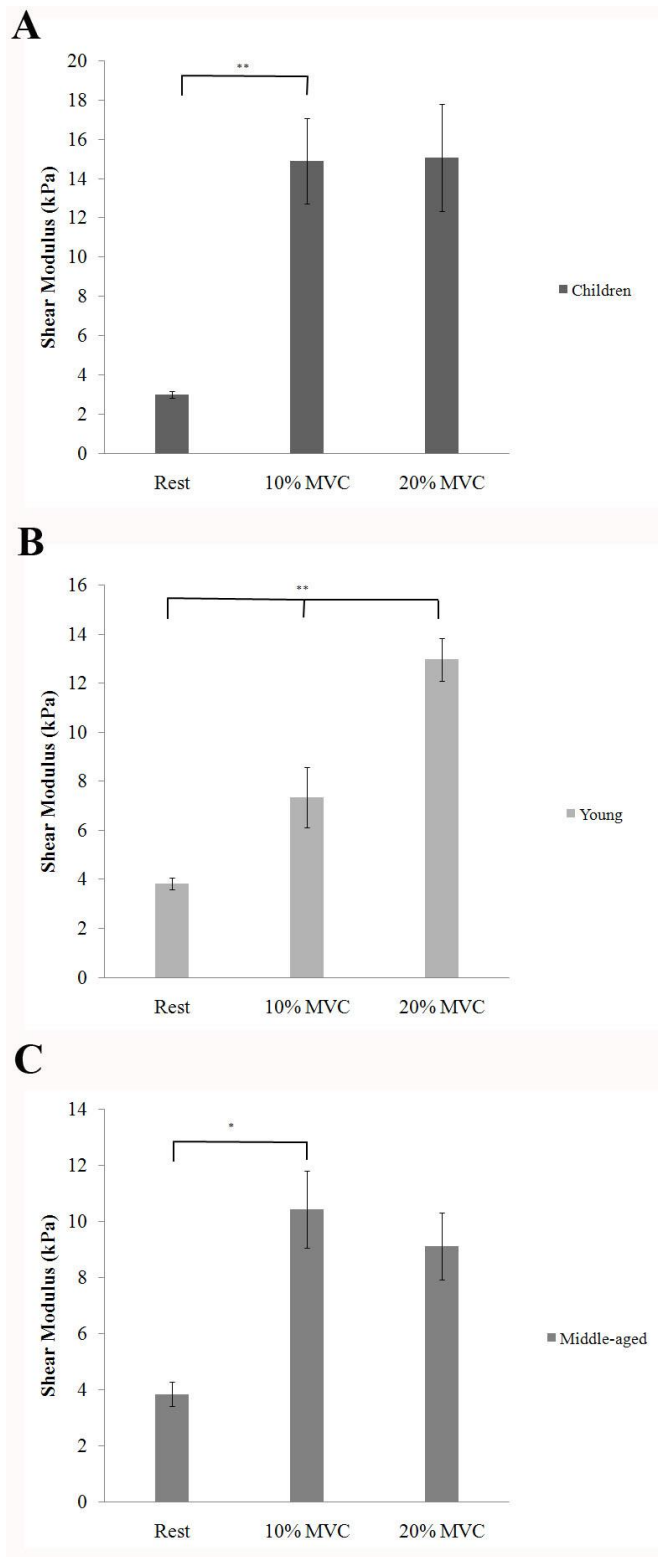 A
20
**
18
16
14
12
10
8
6
4
2
0
Shear Modulus (kPa)
Children
Rest 10% MVC 20% MVC
B
16
**
14
12
10
8
6
4
2
0
Shear Modulus (kPa)
Young
Rest 10% MVC 20% MVC
C
14
*
12
10
8
6
4
2
0
Shear Modulus (kPa)
Middle-aged
Rest 10% MVC 20% MVC